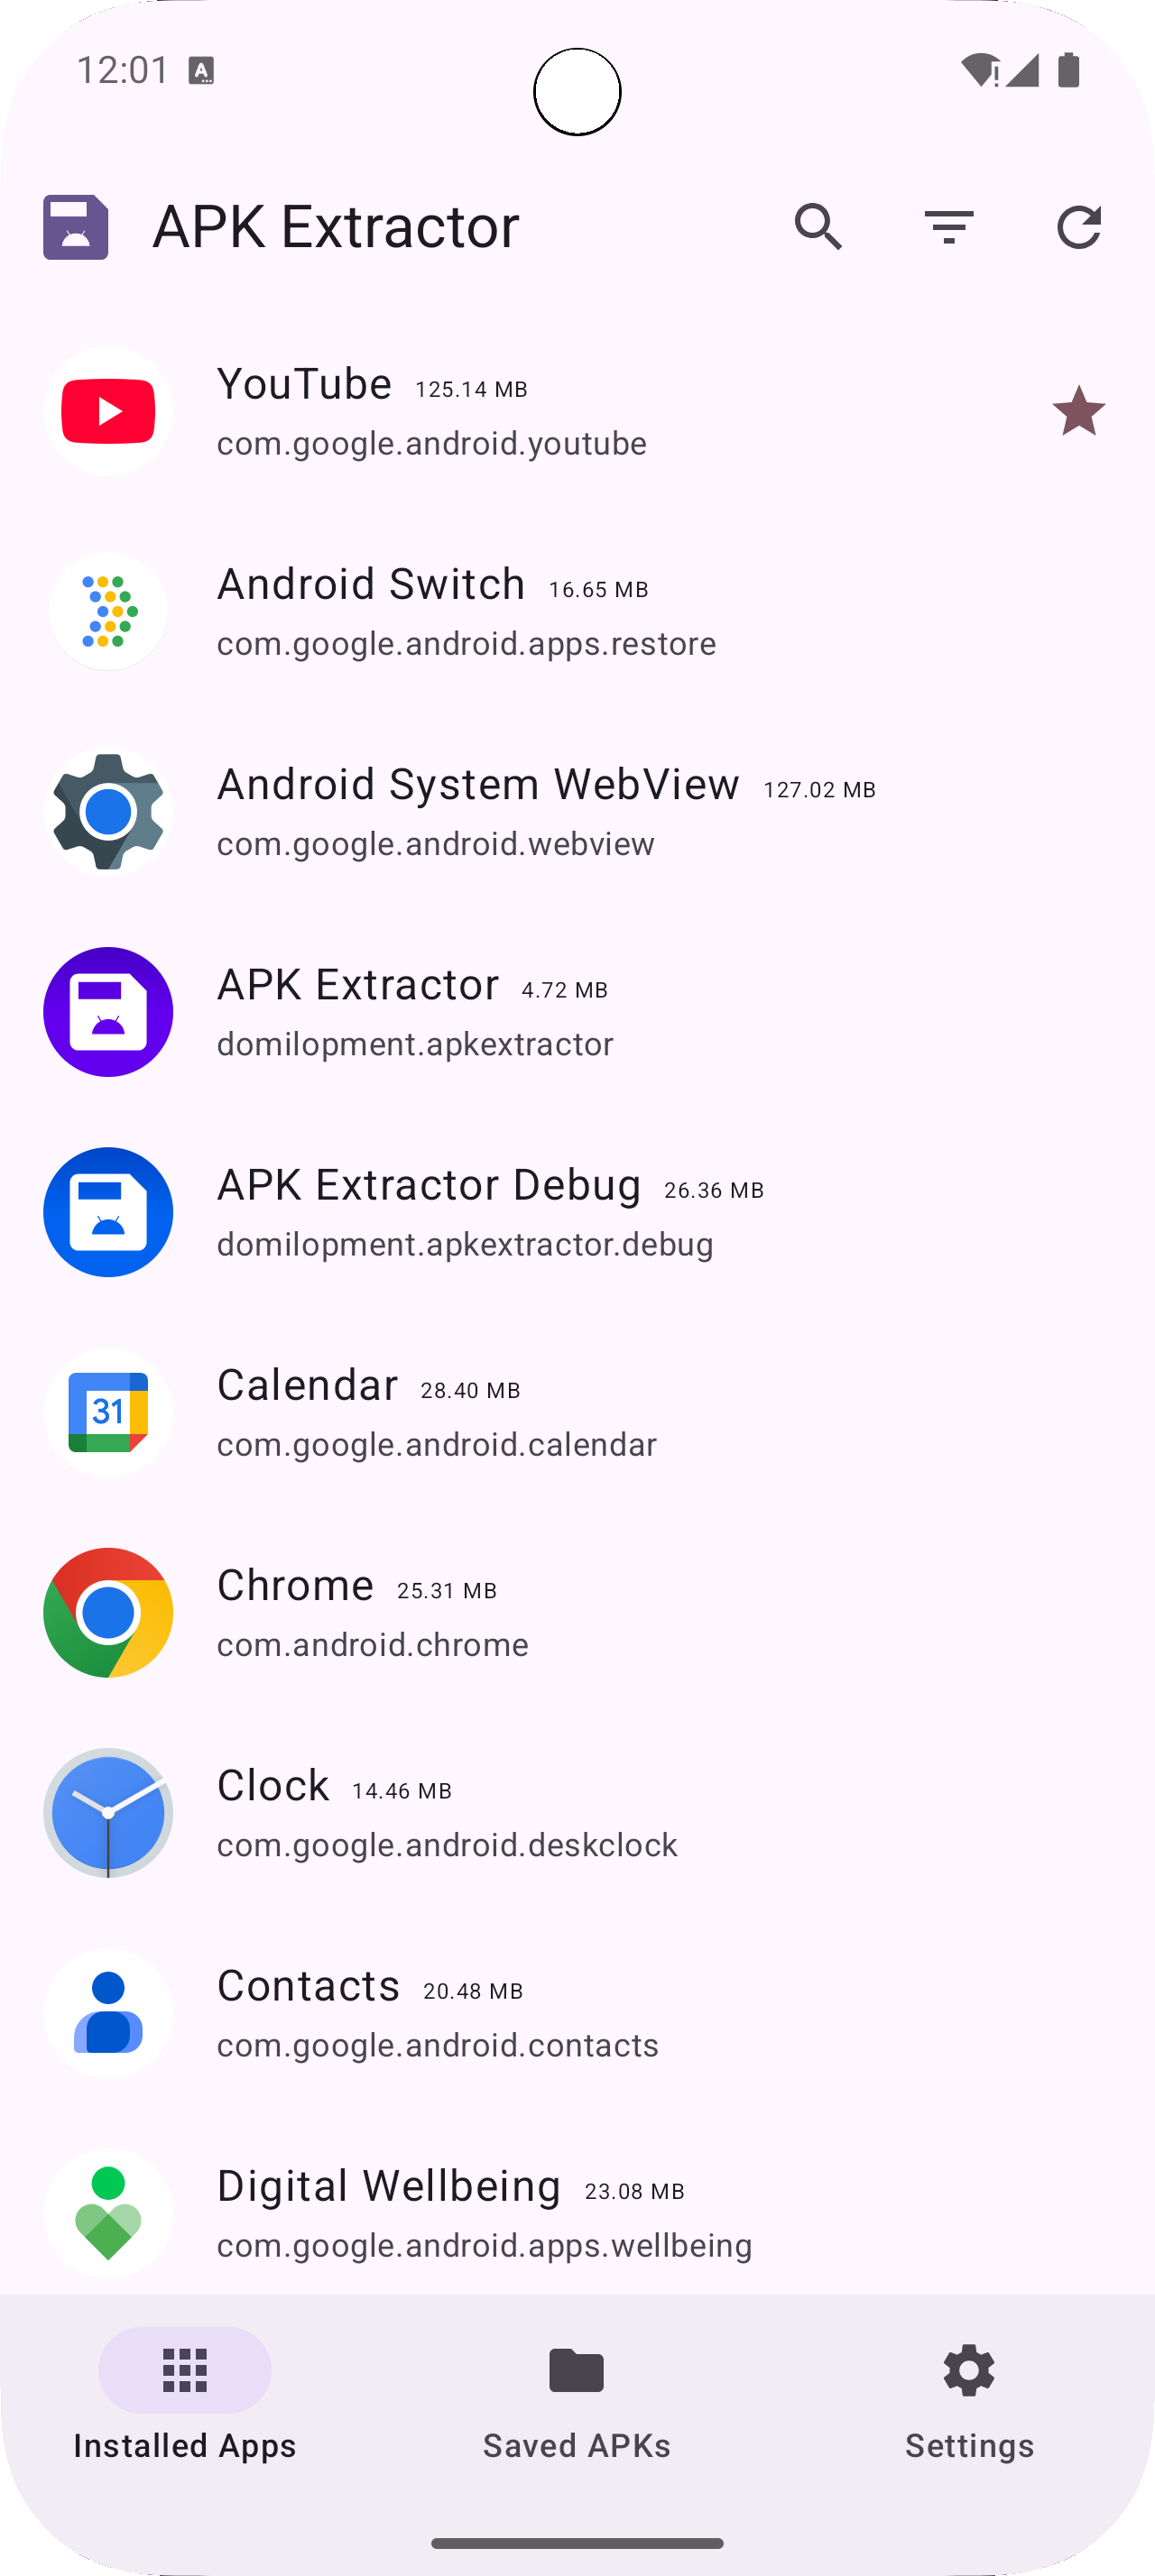 12:01
APK Extractor
YouTube 125.14 MB
com.google.android.youtube
Android Switch 16.65 MB
com.google.android.apps.restore
Android System WebView 127.02 MB
com.google.android.webview
APK Extractor 4.72 MB
domilopment.apkextractor
APK Extractor Debug 26.36 MB
domilopment.apkextractor.debug
31
Calendar 28.40 MB
com.google.android.calendar
Chrome 25.31 MB
com.android.chrome
Clock 14.46 MB
com.google.android.deskclock
Contacts 20.48 MB
com.google.android.contacts
Digital Wellbeing 23.08 MB
com.google.android.apps.wellbeing
Installed Apps Saved APKs Settings